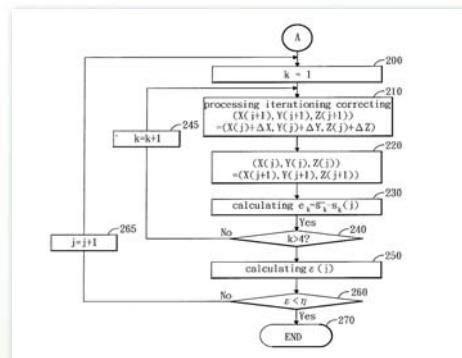 A
200
k = 1
210
processing iterationing correcting
(X(j+1), Y(j+1), Z(j+1))
=(X(j)+ΔX, Y(j)+ΔY, Z(j)+ΔZ)
245
k=k+1
220
(X(j), Y(j), Z(j))
=(X(j+1), Y(j+1), Z(j+1))
230
calculating
Yes
240
No
k>4?
265
j=j+1
250
calculating ε(j)
260
No
ε<η
Yes
270
END